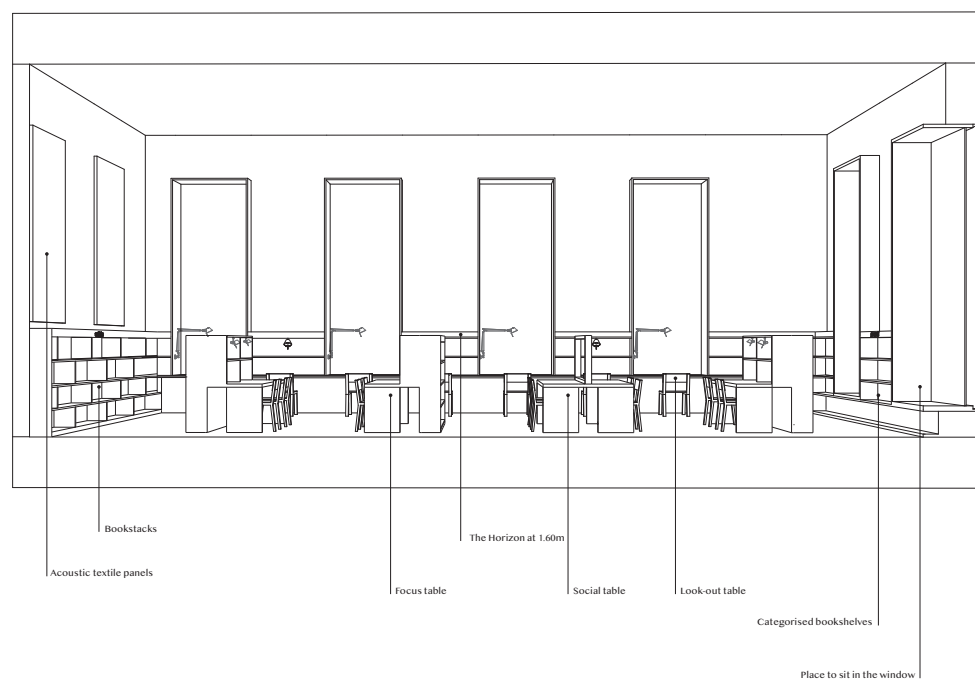 Bookstacks
The Horizon at 1.60m
Acoustic textile panels
Focus table
Social table
Look-out table
Categorised bookshelves
Place to sit in the window